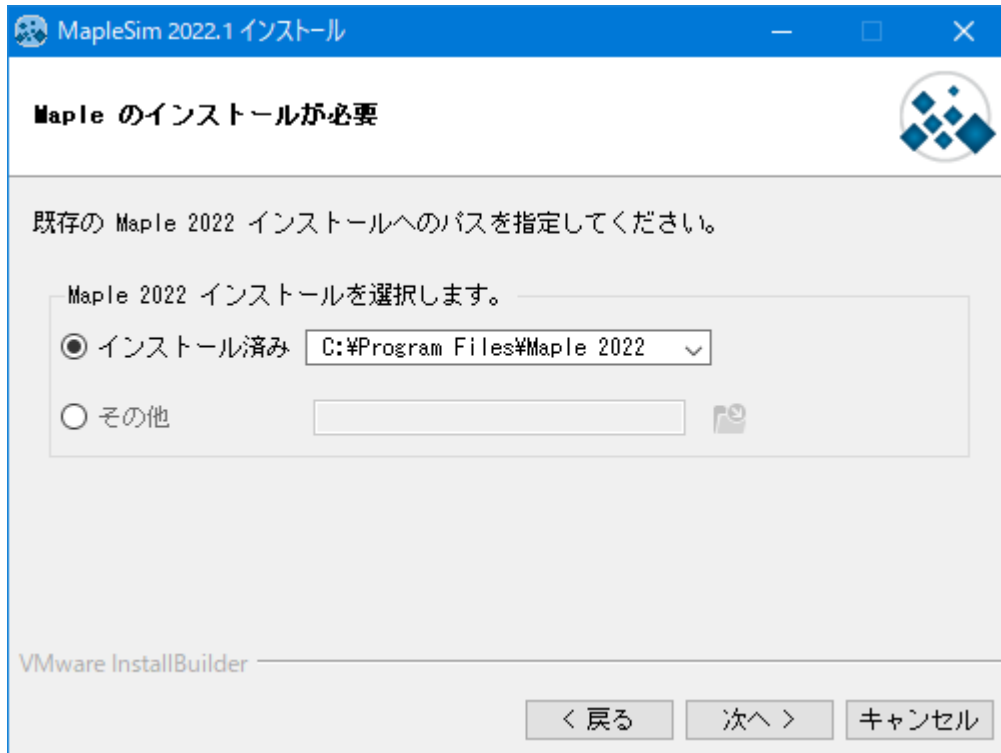 MapleSim 2022.1 インストール
Maple のインストールが必要
既存の Maple 2022 インストールへのパスを指定してください。
Maple 2022 インストールを選択します。
インストール済み C:¥Program Files¥Maple 2022
その他
VMware InstallBuilder
< 戻る 次へ > キャンセル